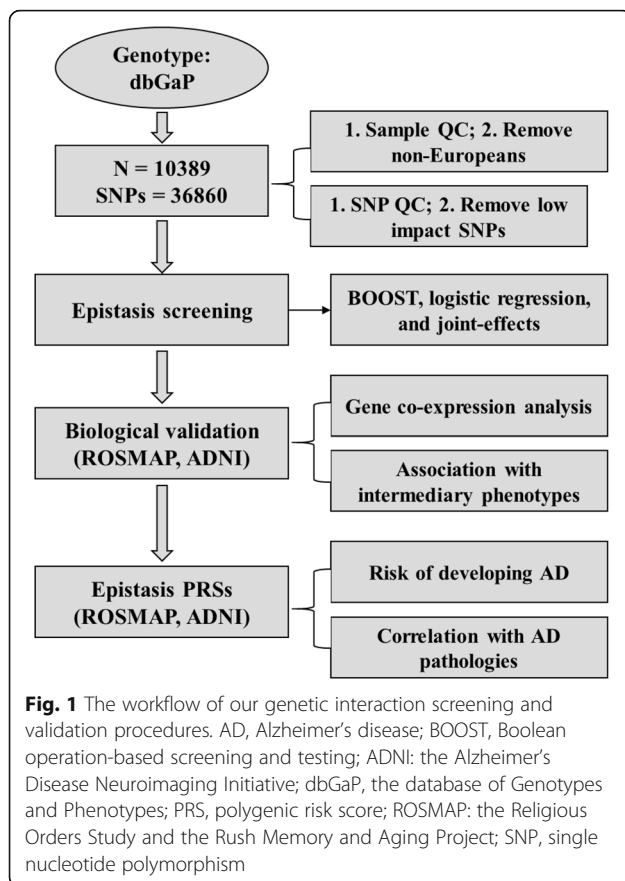 Genotype:
dbGaP
N = 10389
SNPs = 36860
1. Sample QC; 2. Remove
non-Europeans
1. SNP QC; 2. Remove low
impact SNPs
Epistasis screening
BOOST, logistic regression,
and joint-effects
Biological validation
(ROSMAP, ADNI)
Gene co-expression analysis
Association with
intermediary phenotypes
Epistasis PRSs
(ROSMAP, ADNI)
Risk of developing AD
Correlation with AD
pathologies
Fig. 1 The workflow of our genetic interaction screening and
validation procedures. AD, Alzheimer's disease; BOOST, Boolean
operation-based screening and testing; ADNI: the Alzheimer's
Disease Neuroimaging Initiative; dbGaP, the database of Genotypes
and Phenotypes; PRS, polygenic risk score; ROSMAP: the Religious
Orders Study and the Rush Memory and Aging Project; SNP, single
nucleotide polymorphism